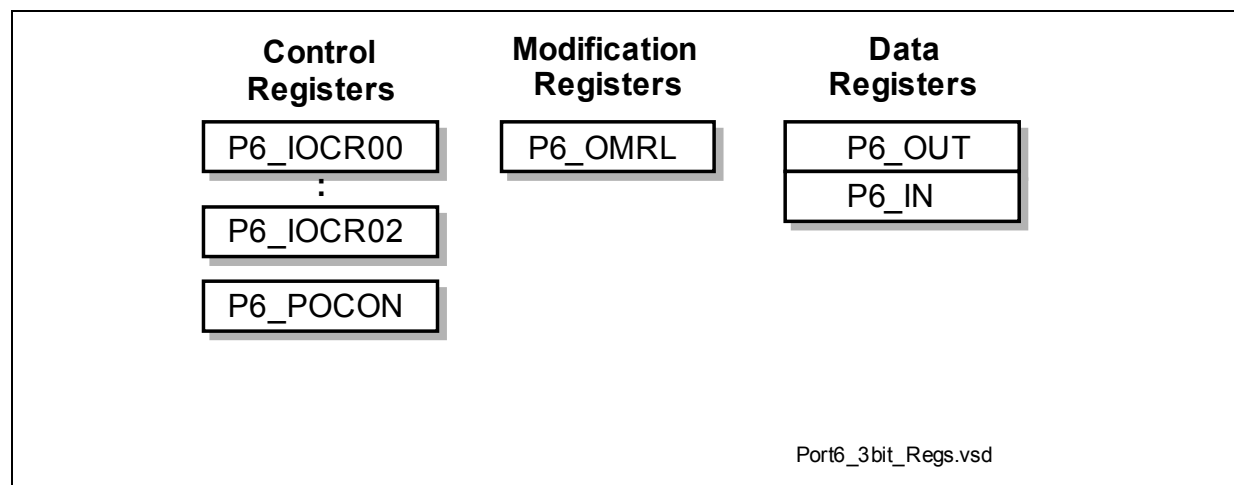 Control
Registers
P6_IOCR00
:
P6_IOCR02
P6_POCON
Modification
Registers
P6_OMRL
Data
Registers
P6_OUT
P6_IN
Port6_3bit_Regs.vsd